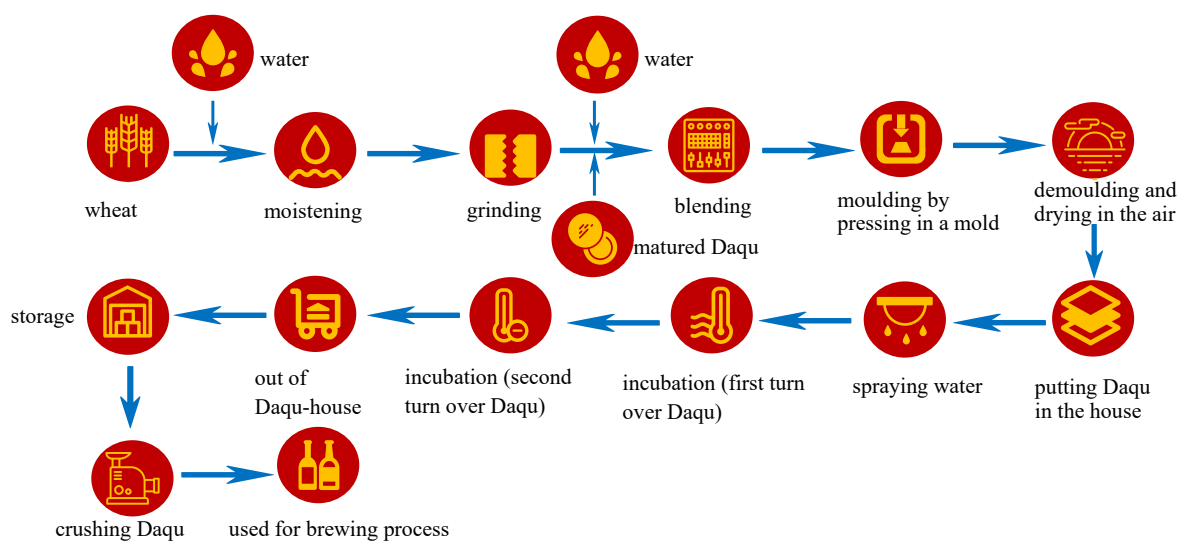 water
water
wheat
moistening
grinding
blending
moulding by
pressing in a mold
demoulding and
drying in the air
matured Daqu
storage
out of
Daqu-house
incubation (second
turn over Daqu)
incubation (first turn
over Daqu)
spraying water
putting Daqu
in the house
crushing Daqu
used for brewing process